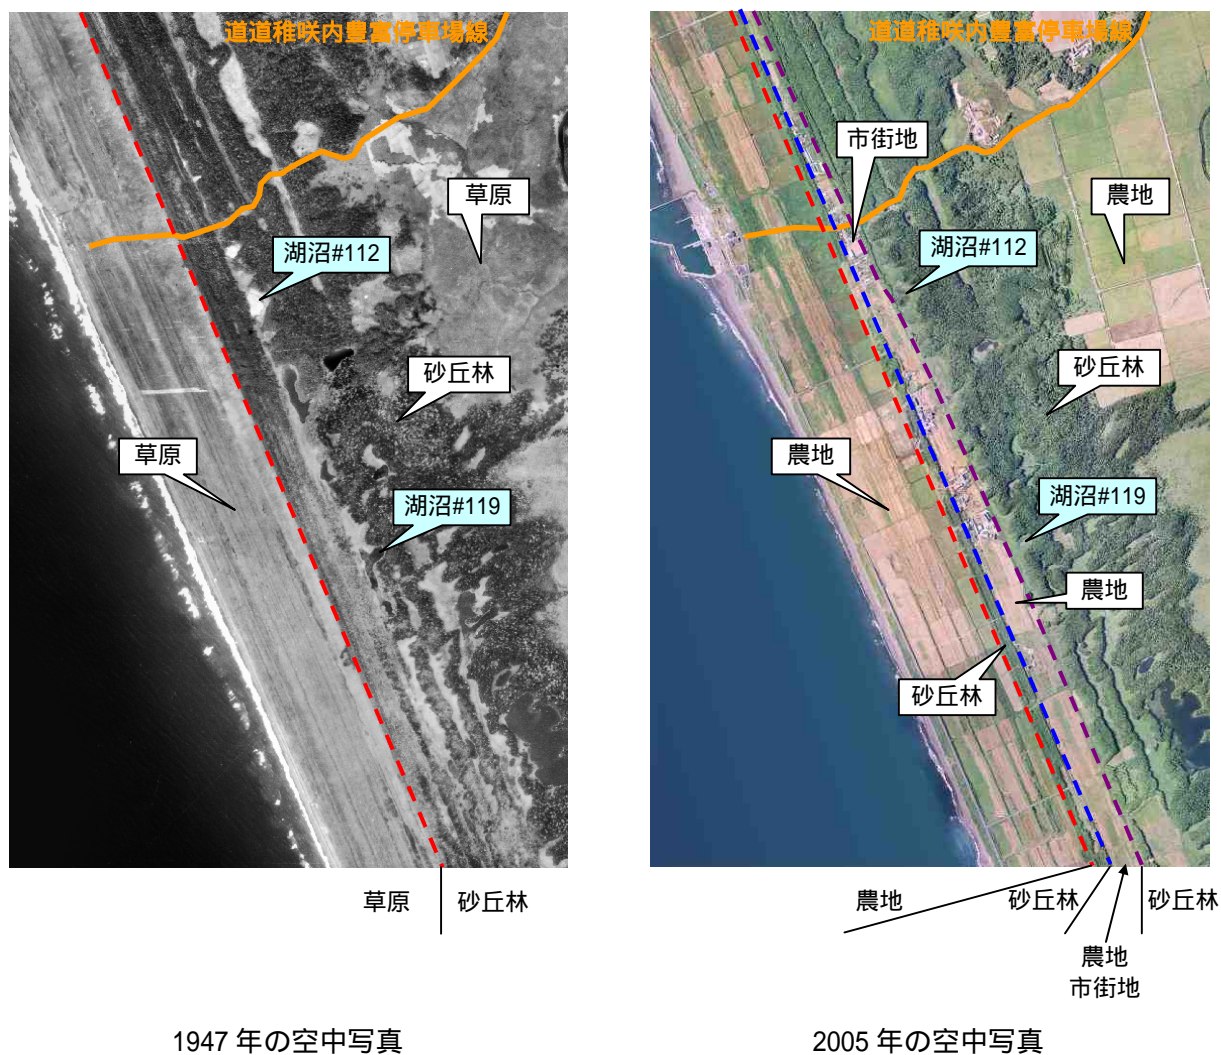 道道稚咲内豊富停車場線
草原
湖沼#112
砂丘林
草原
湖沼#119
草原
砂丘林
1947 年の空中写真
道道稚咲内豊富停車場線
市街地
農地
湖沼#112
砂丘林
農地
湖沼#119
農地
砂丘林
農地
砂丘林
砂丘林
農地
市街地
2005 年の空中写真